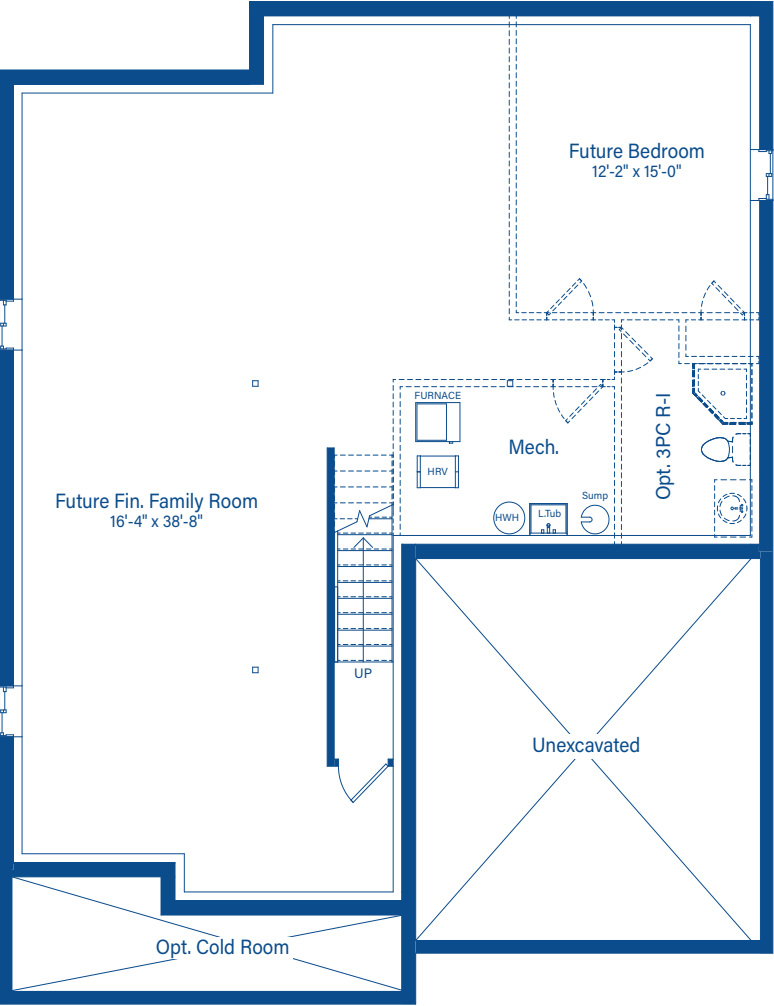 Future Bedroom
12'-2" x 15'-0"
FURNACE
Mech.
Opt. 3PC R-I
HRV
Future Fin. Family Room
16'-4" x 38'-8"
Sump
HWH
L.Tub
UP
Unexcavated
Opt. Cold Room